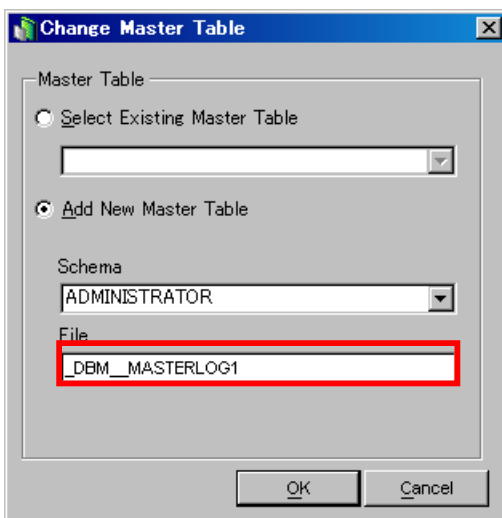 Change Master Table
Master Table
Select Existing Master Table
Add New Master Table
Schema
ADMINISTRATOR
File
_DBM__MASTERLOG1
OK
Cancel